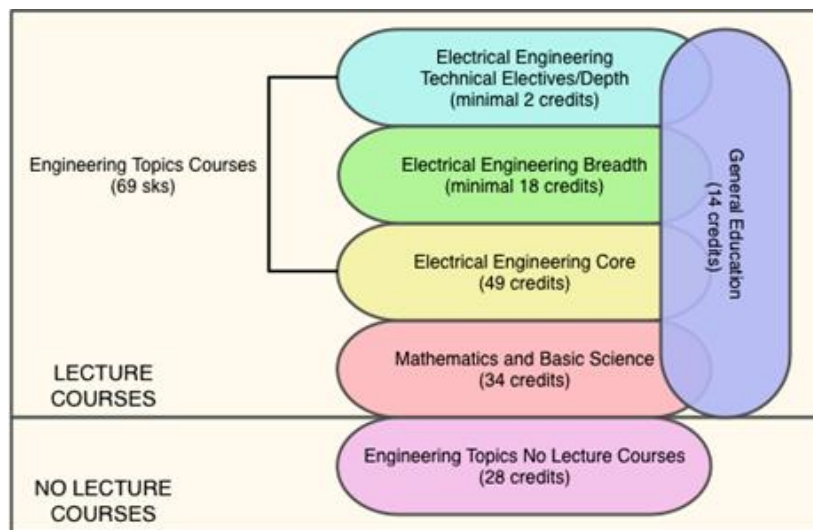 Electrical Engineering
Technical Electives/Depth
(minimal 2 credits)
Engineering Topics Courses
(69 sks)
Electrical Engineering Breadth
(minimal 18 credits)
General Education
(14 credits)
Electrical Engineering Core
(49 credits)
Mathematics and Basic Science
(34 credits)
LECTURE
COURSES
Engineering Topics No Lecture Courses
(28 credits)
NO LECTURE
COURSES